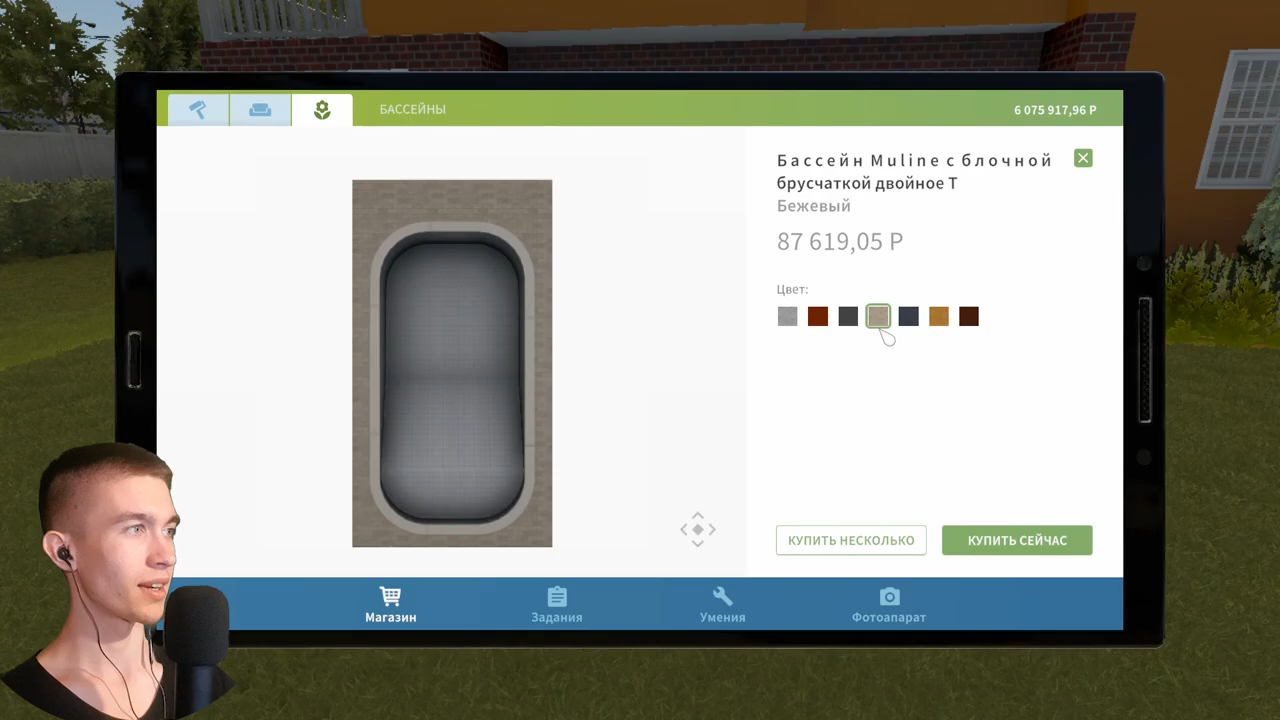 БАССЕЙНЫ
6 075 917,96 Р
Бассейн Muline с блочной
брусчаткой двойное Т
Бежевый
87 619,05 Р
Цвет:
КУПИТЬ НЕСКОЛЬКО
КУПИТЬ СЕЙЧАС
Магазин
Задания
Умения
Фотоапарат